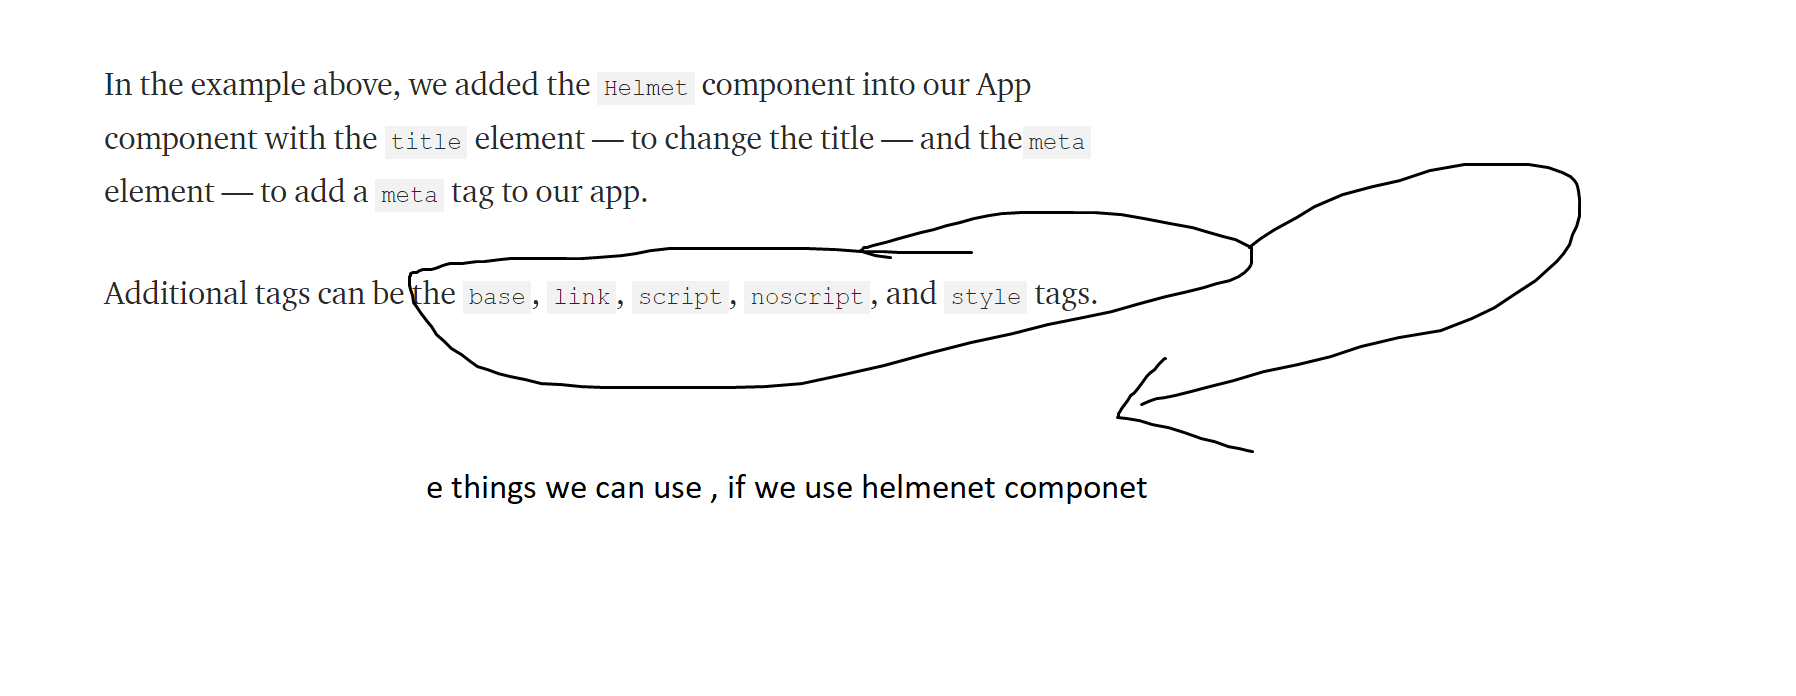 In the example above, we added the Helmet component into our App
component with the title element — to change the title — and the meta
element — to add a meta tag to our app.
Additional tags can be the base, link, script, noscript, and style tags.
e things we can use , if we use helmenet componet